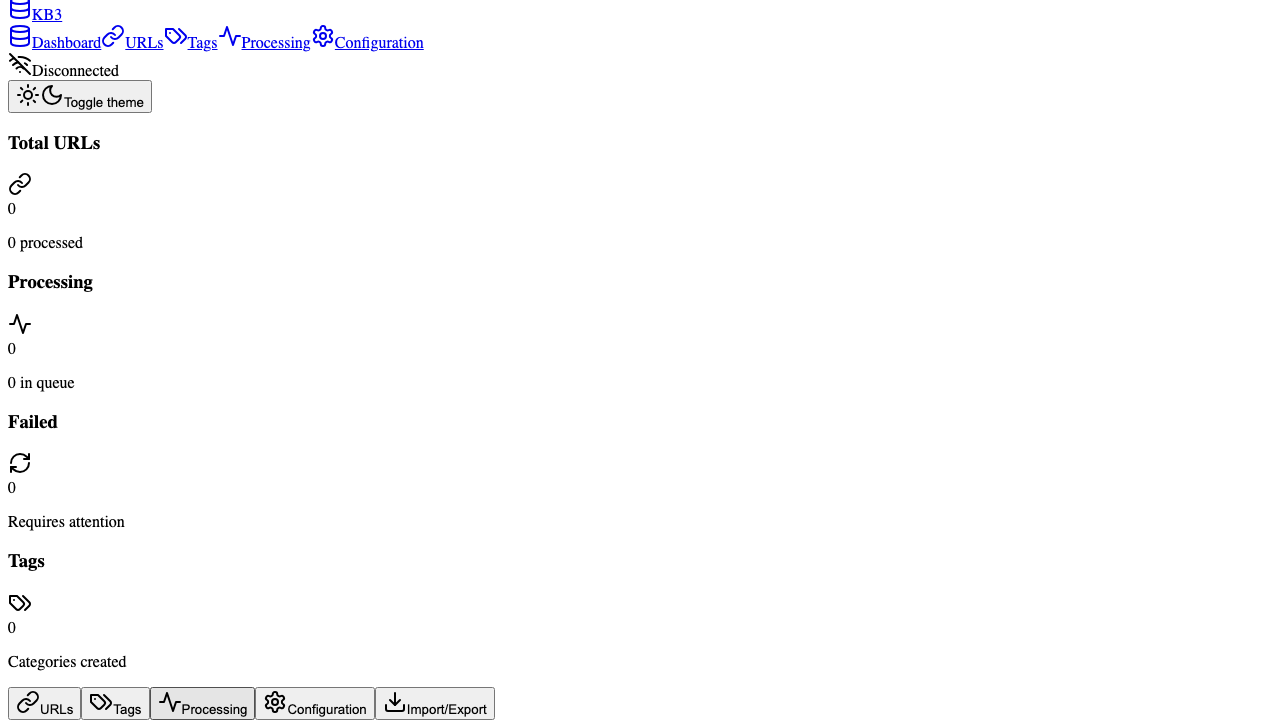 KB3
Dashboard URLs Tags Processing Configuration
Disconnected
Toggle theme
Total URLs
0
0 processed
Processing
0
0 in queue
Failed
0
Requires attention
Tags
0
Categories created
URLs Tags Processing Configuration Import/Export